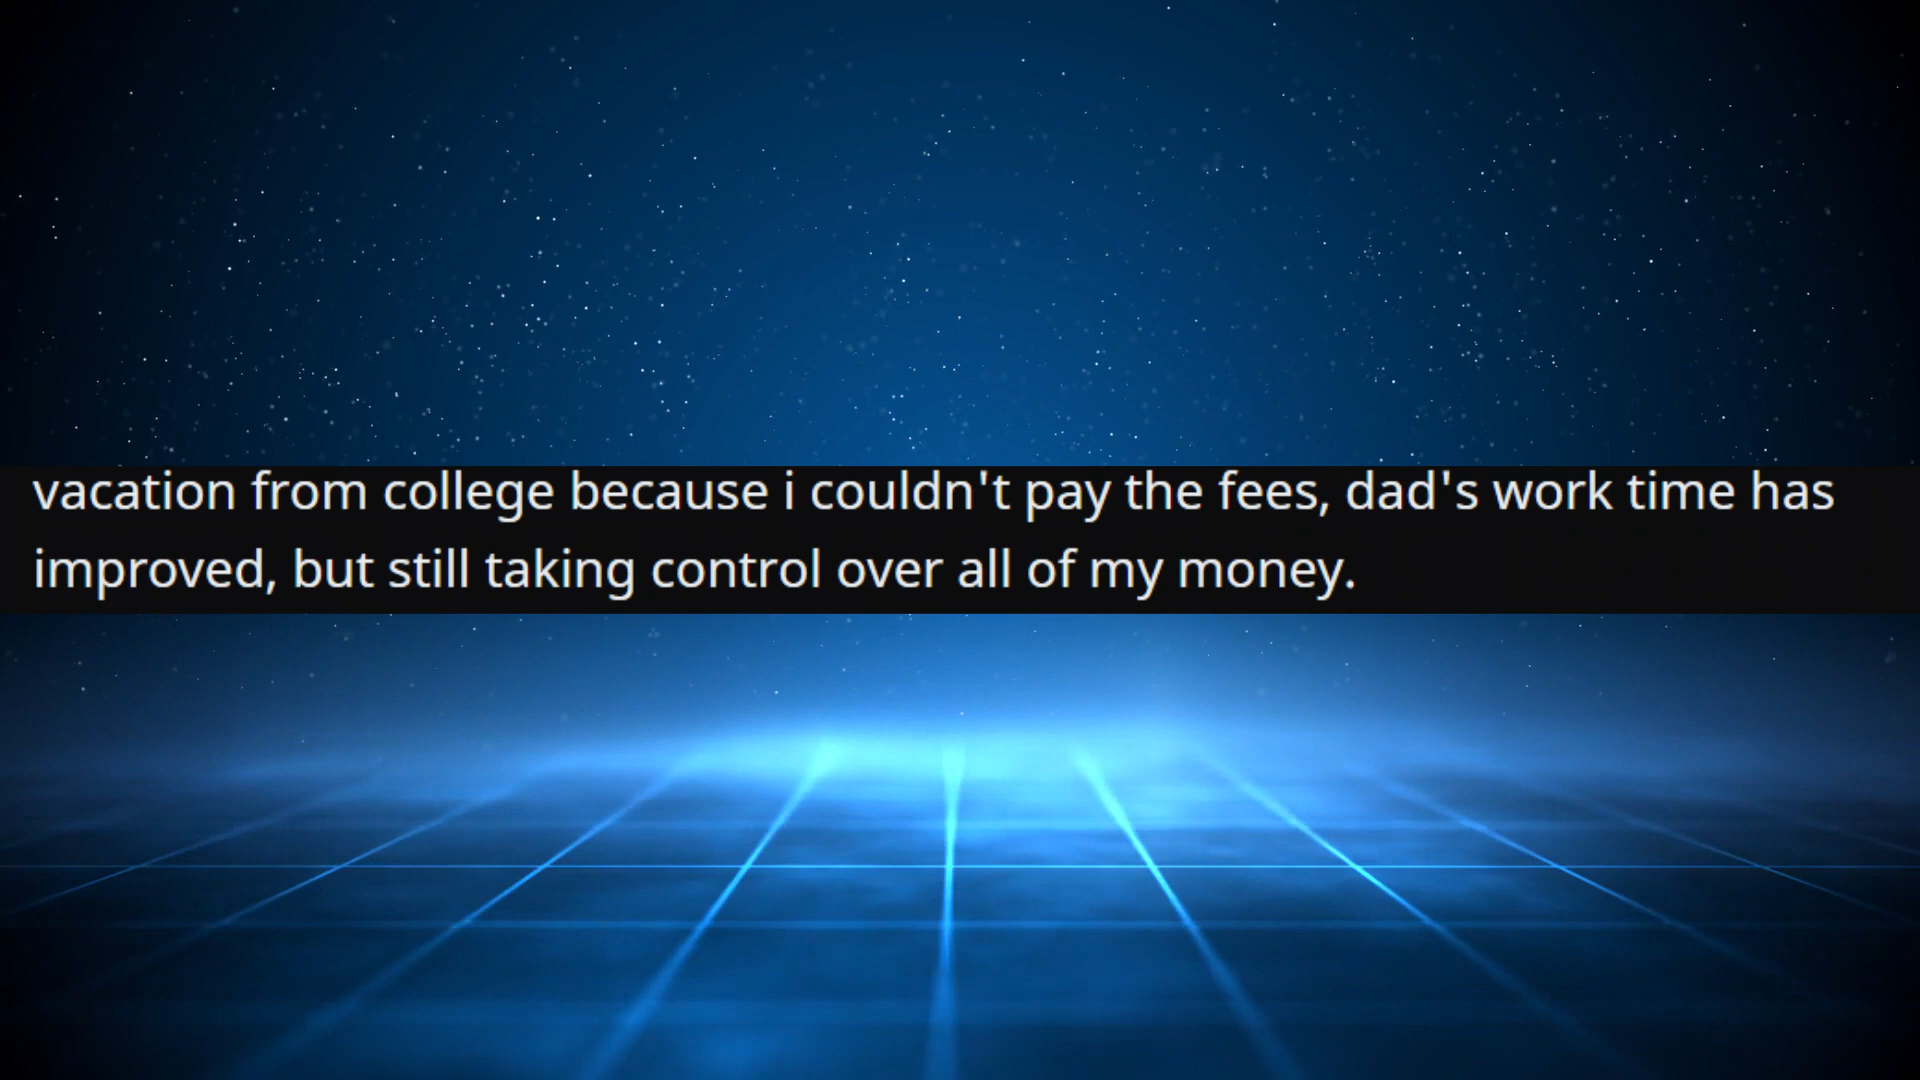 vacation from college because i couldn't pay the fees, dad's work time has
improved, but still taking control over all of my money.